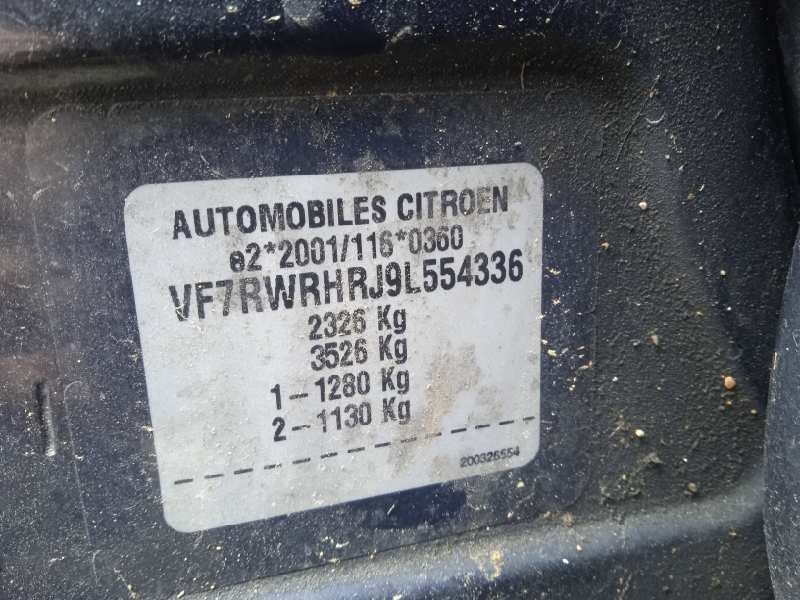 AUTOMOBILES CITROEN
e2*2001/116*0360
VF7RWRHRJ9L554336
2326 Kg
3526 Kg
1-1280 Kg
2-1130 Kg
200326554